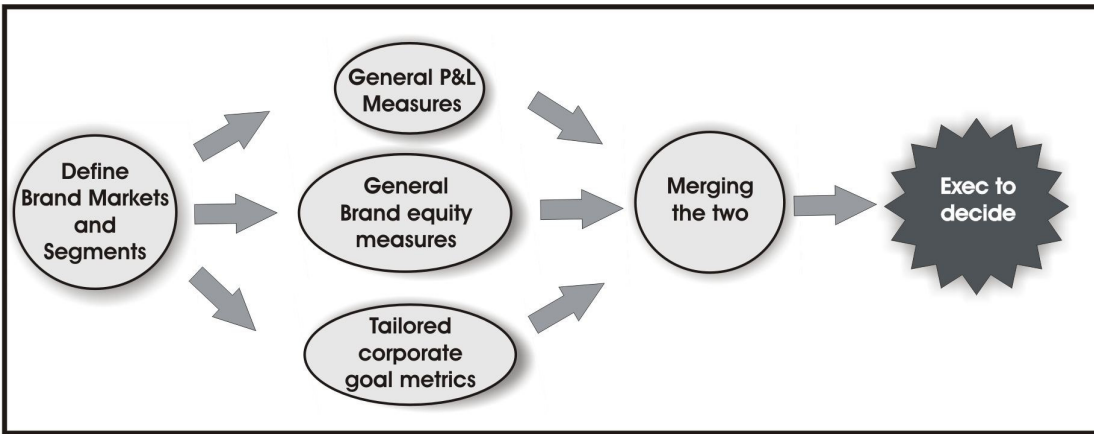 Define
Brand Markets
and
Segments
General P&L
Measures
General
Brand equity
measures
Tailored
corporate
goal metrics
Merging
the two
Exec to
decide